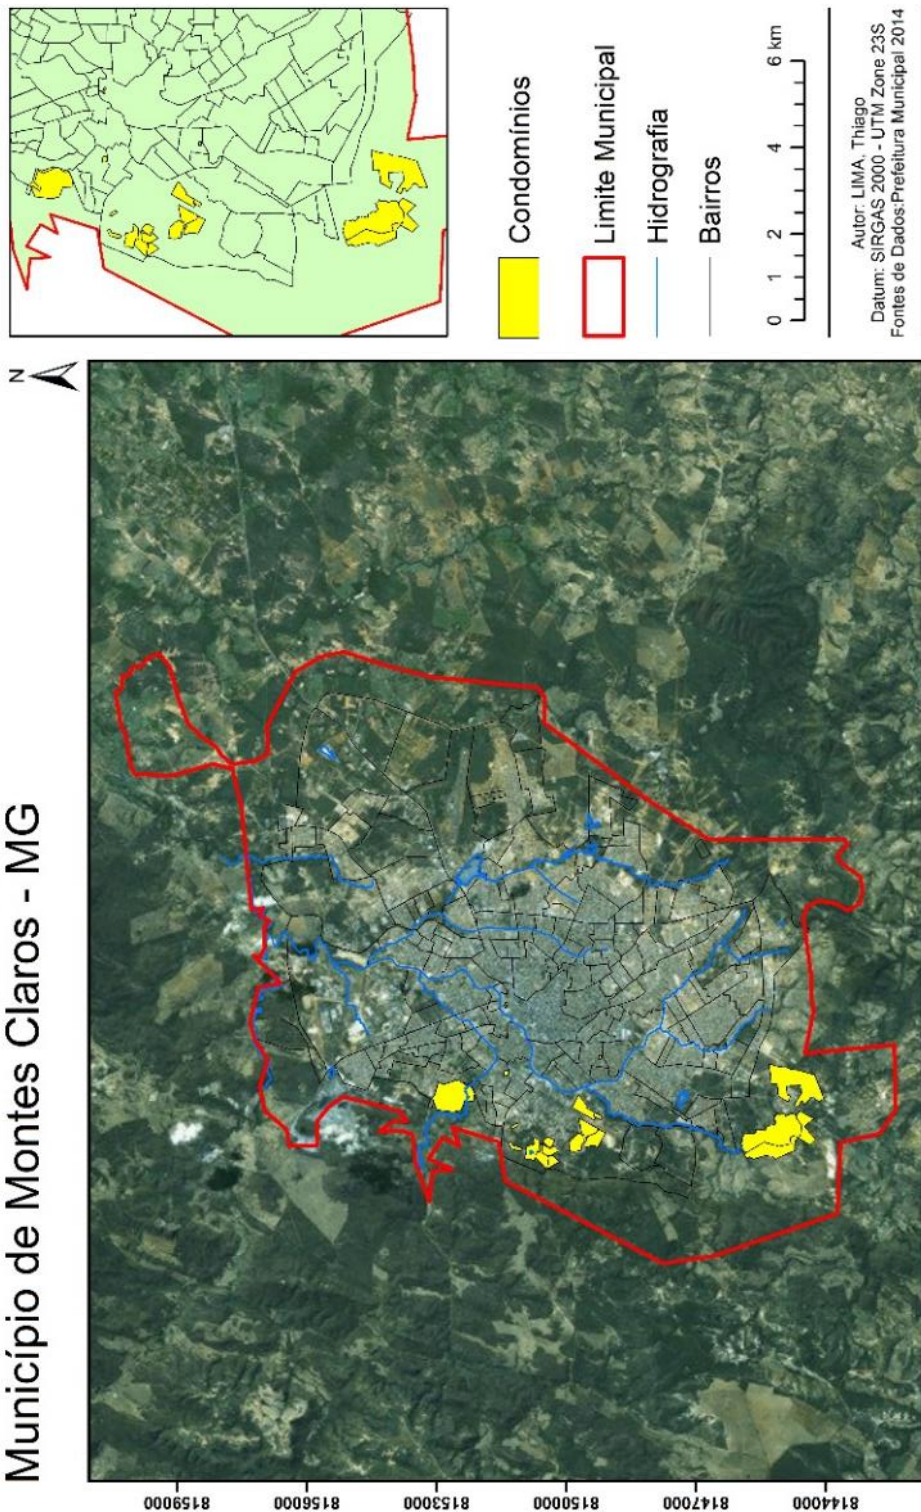 Município de Montes Claros - MG
N
8159000
8156000
8153000
8150000
8147000
8144000
Condomínios
Limite Municipal
Hidrografia
Bairros
0 1 2 4 6 km
Autor: LIMA, Thiago
Datum: SIRGAS 2000 - UTM Zone 23S
Fontes de Dados:Prefeitura Municipal 2014